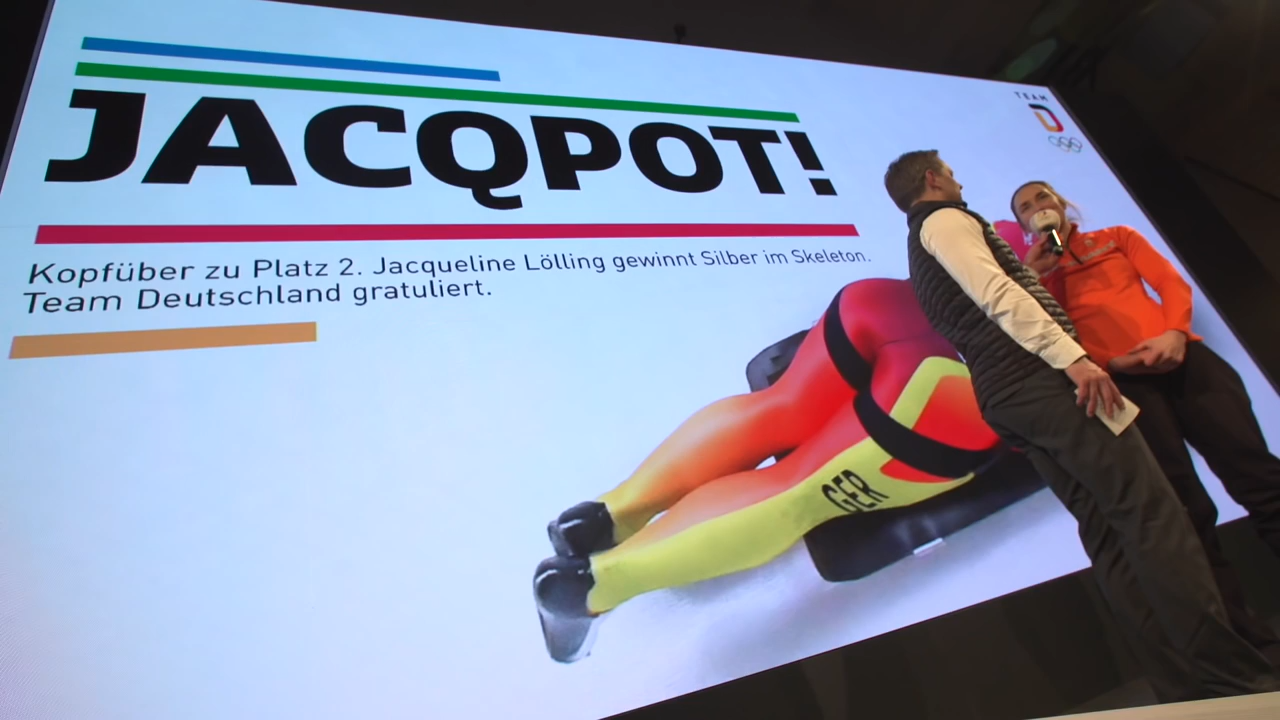 TEAM
D
JACQPOT!
Kopfüber zu Platz 2. Jacqueline Lölling gewinnt Silber im Skeleton.
Team Deutschland gratuliert.
GER